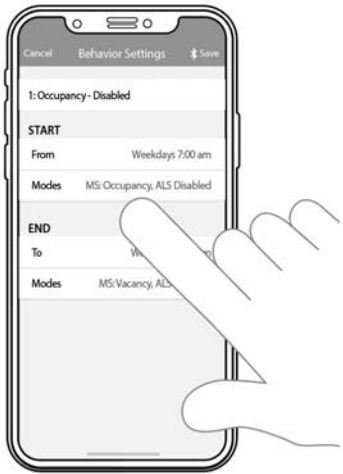 Cancel Behavior Settings Save
1: Occupancy - Disabled
START
From Weekdays 7:00 am
Modes MS: Occupancy, ALS Disabled
END
To
Modes MS: Vacancy, ALS